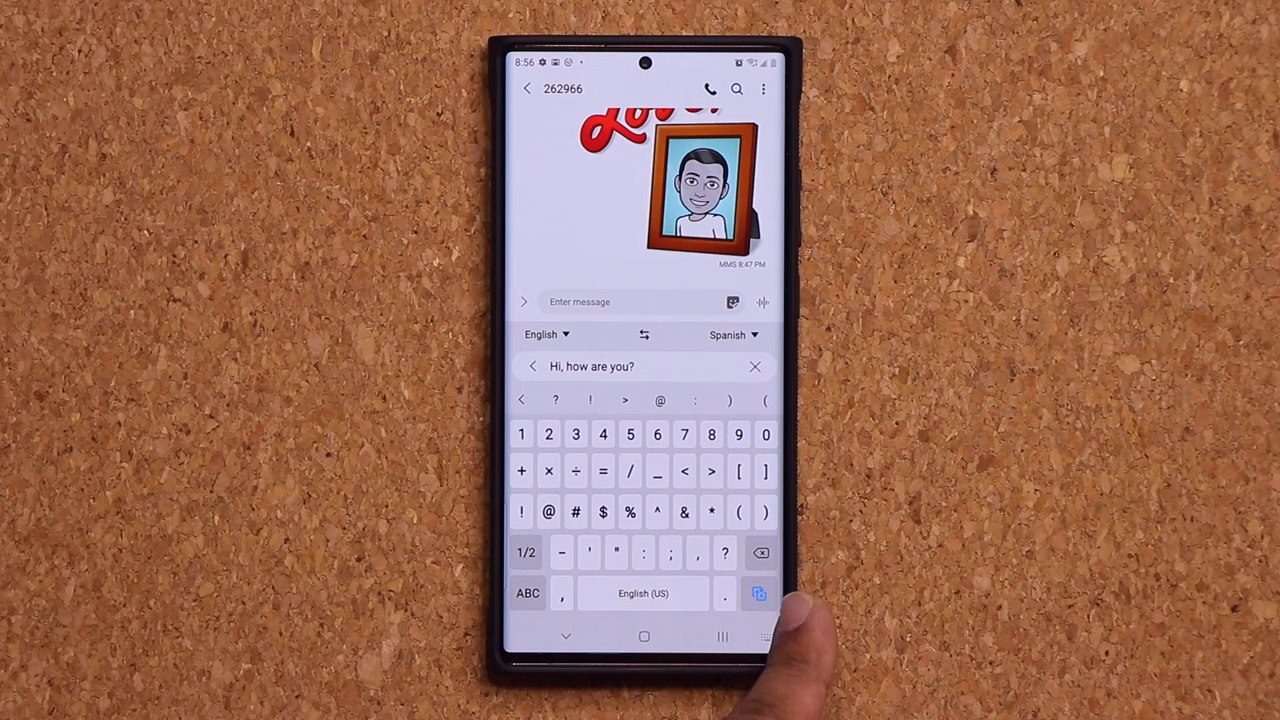 8:56
262966
Love!
MMS 8:47 PM
Enter message
English Spanish
Hi, how are you?
< ? ! > @ : ) (
1 2 3 4 5 6 7 8 9 0
+ × ÷ = / _ < > [ ]
! @ # $ % ^ & * ( )
1/2 - ' " : ; , ?
ABC , English (US) .